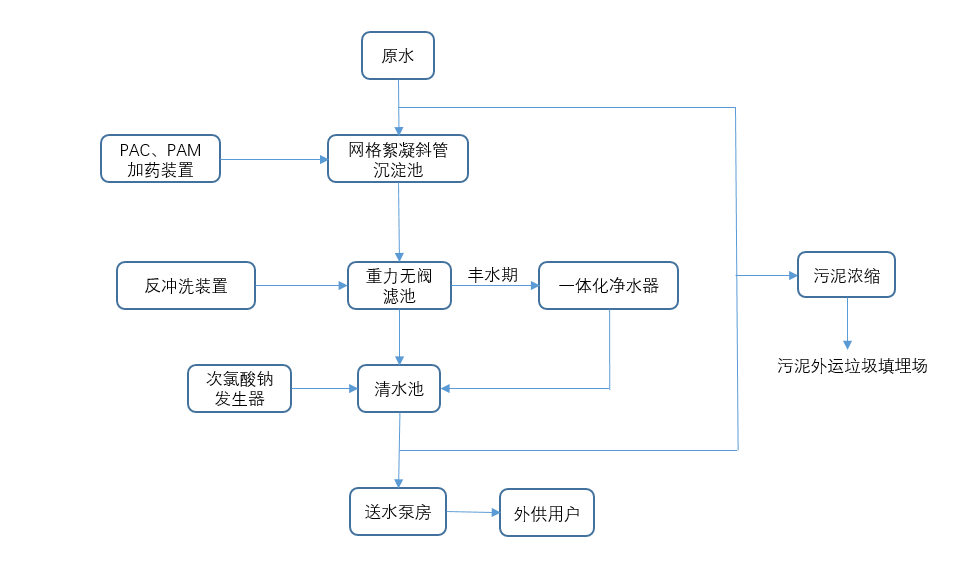 原水
PAC、PAM
加药装置
网格絮凝斜管
沉淀池
反冲洗装置
重力无阀
滤池
丰水期
一体化净水器
污泥浓缩
污泥外运垃圾填埋场
次氯酸钠
发生器
清水池
送水泵房
外供用户